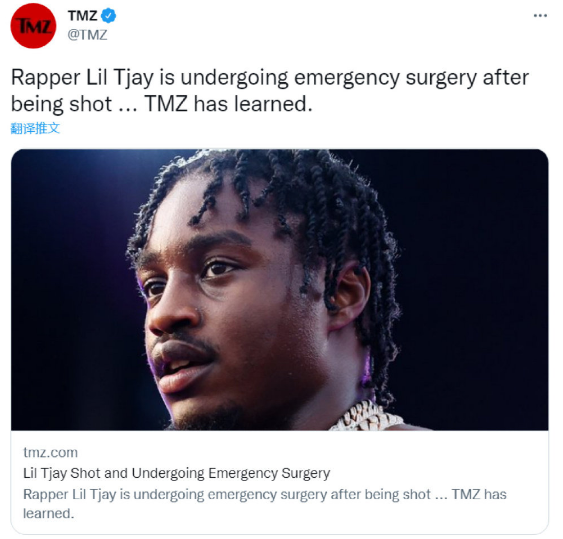 TMZ
TMZ
@TMZ
Rapper Lil Tjay is undergoing emergency surgery after
being shot ... TMZ has learned.
翻译推文
tmz.com
Lil Tjay Shot and Undergoing Emergency Surgery
Rapper Lil Tjay is undergoing emergency surgery after being shot ... TMZ has
learned.